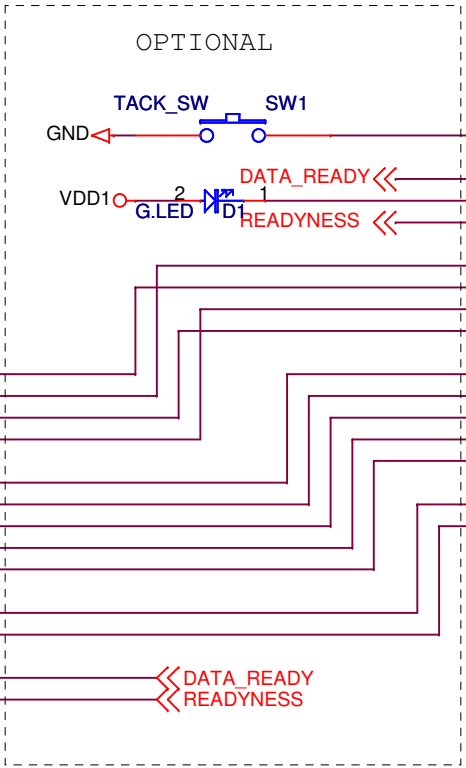 OPTIONAL
TACK_SW SW1
GND
DATA_READY
VDD1 2 1
G.LED D1
READYNESS
DATA_READY
READYNESS